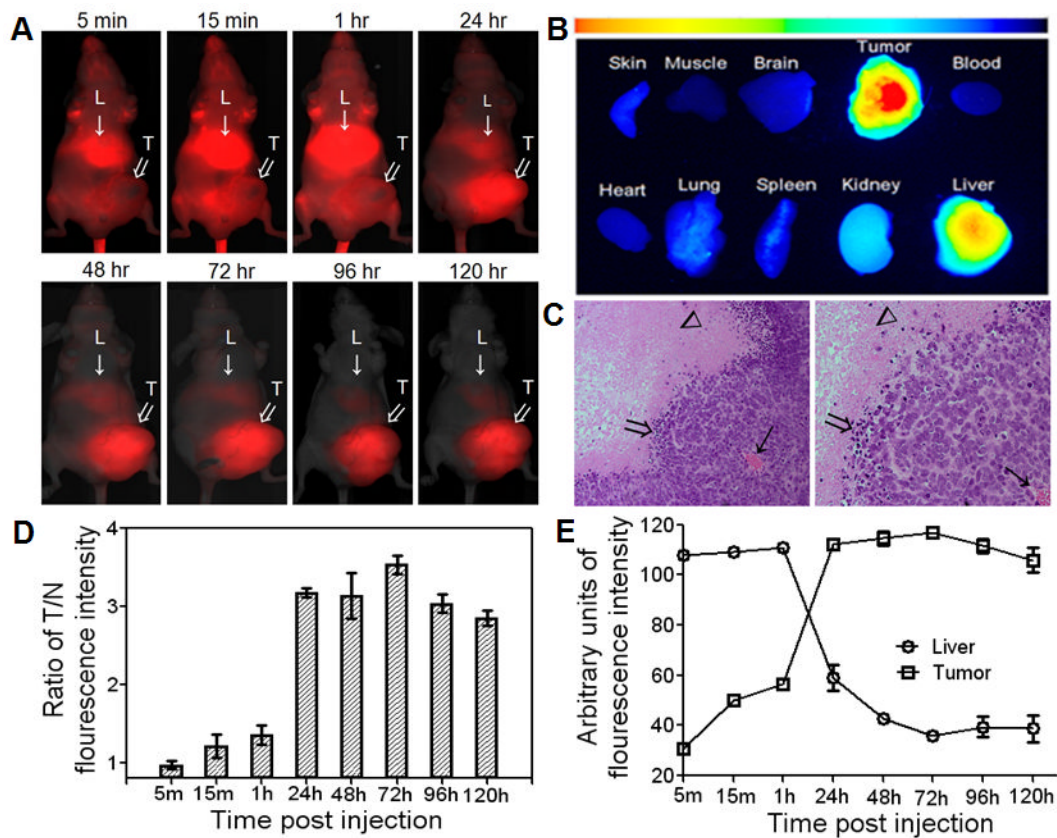 A
5 min 15 min 1 hr 24 hr
L L L L
T T T T
48 hr 72 hr 96 hr 120 hr
L L L L
T T T T
B
Skin Muscle Brain Tumor Blood
Heart Lung Spleen Kidney Liver
C
D
Ratio of T/N
flourescence intensity
4
3
2
1
5m 15m 1h 24h 48h 72h 96h 120h
Time post injection
E
Arbitrary units of
flourescence intensity
120
100
80
60
40
20
Liver
Tumor
5m 15m 1h 24h 48h 72h 96h 120h
Time post injection